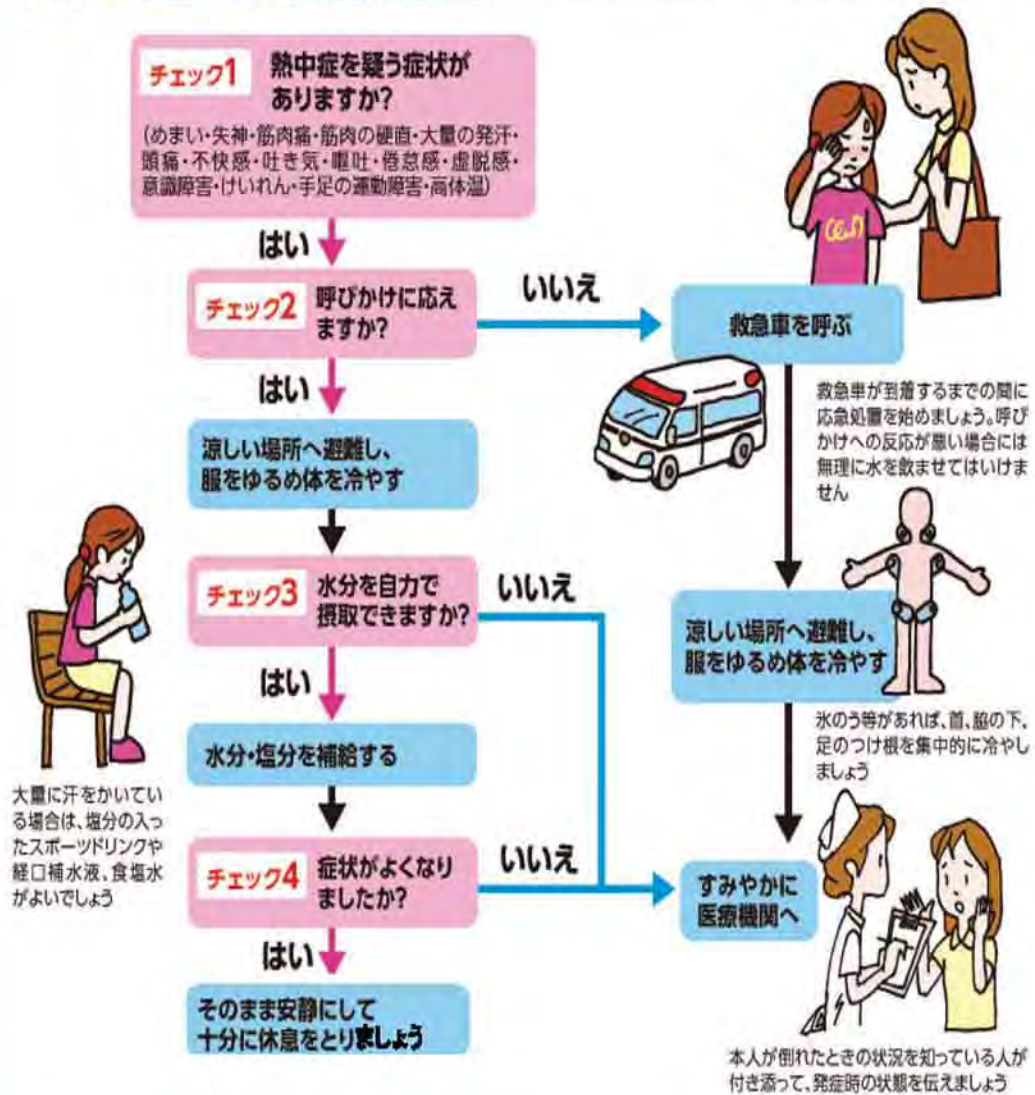 チェック1
熱中症を疑う症状が
ありますか?
(めまい・失神・筋肉痛・筋肉の硬直・大量の発汗・
頭痛・不快感・吐き気・嘔吐・倦怠感・虚脱感・
意識障害・けいれん・手足の運動障害・高体温)
はい
チェック2
呼びかけに応え
ますか?
いいえ
救急車を呼ぶ
はい
救急車が到着するまでの間に
応急処置を始めましょう。呼び
かけへの反応が悪い場合には
無理に水を飲ませてはいけま
せん
涼しい場所へ避難し、
服をゆるめ体を冷やす
チェック3
水分を自力で
摂取できますか?
いいえ
涼しい場所へ避難し、
服をゆるめ体を冷やす
はい
氷のう等があれば、首、脇の下、
足のつけ根を集中的に冷やし
ましょう
水分・塩分を補給する
大量に汗をかいてい
る場合は、塩分の入っ
たスポーツドリンクや
経口補水液、食塩水
がよいでしょう
チェック4
症状がよくなり
ましたか?
いいえ
すみやかに
医療機関へ
はい
そのまま安静にして
十分に休息をとりましょう
本人が倒れたときの状況を知っている人が
付き添って、発症時の状態を伝えましょう